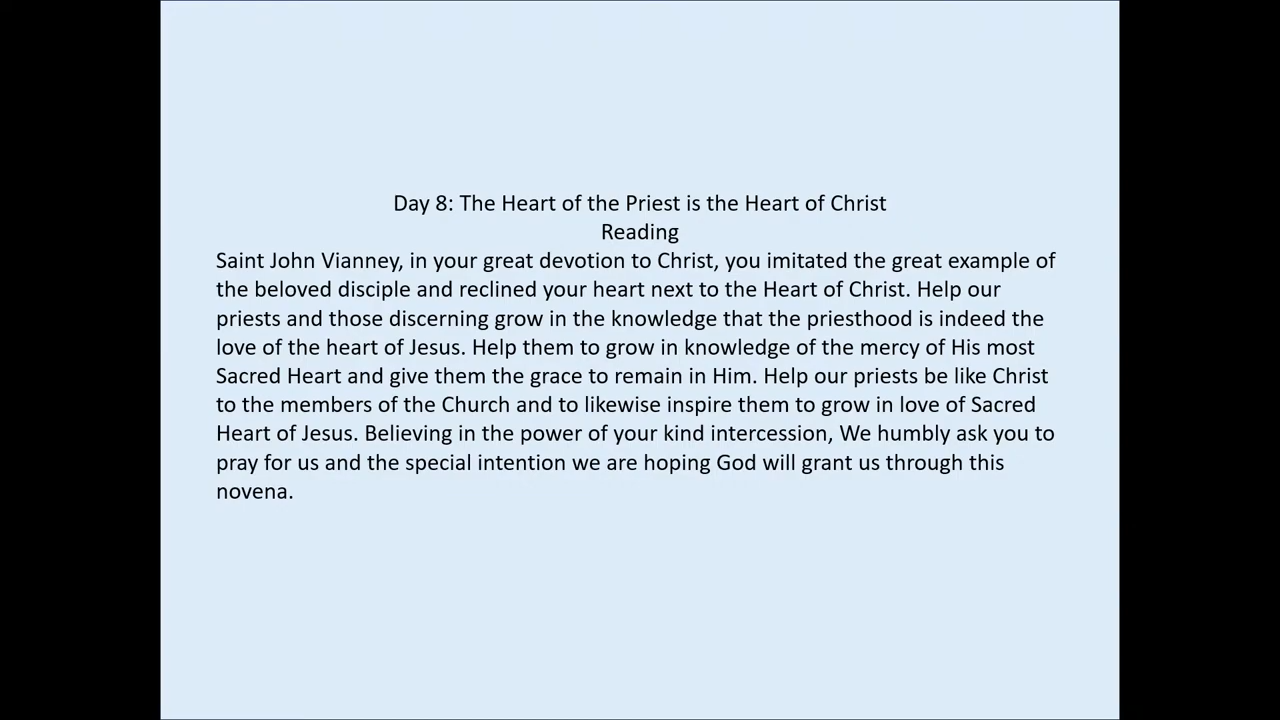 Day 8: The Heart of the Priest is the Heart of Christ
Reading
Saint John Vianney, in your great devotion to Christ, you imitated the great example of
the beloved disciple and reclined your heart next to the Heart of Christ. Help our
priests and those discerning grow in the knowledge that the priesthood is indeed the
love of the heart of Jesus. Help them to grow in knowledge of the mercy of His most
Sacred Heart and give them the grace to remain in Him. Help our priests be like Christ
to the members of the Church and to likewise inspire them to grow in love of Sacred
Heart of Jesus. Believing in the power of your kind intercession, We humbly ask you to
pray for us and the special intention we are hoping God will grant us through this
novena.